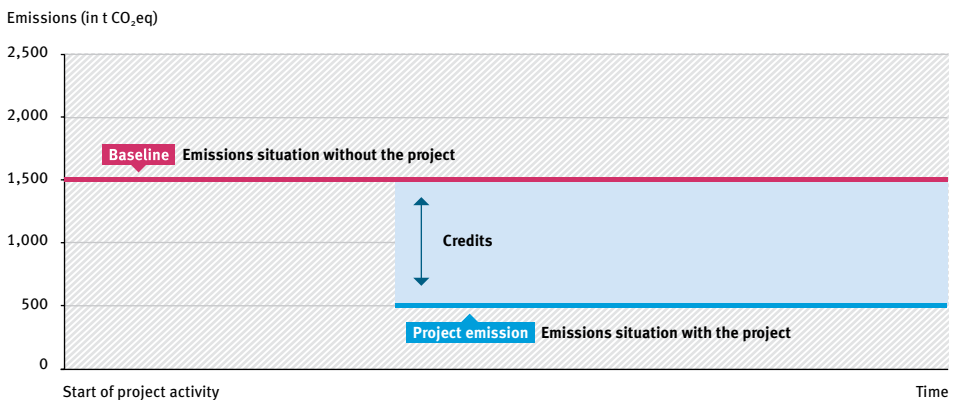 Emissions (in t CO₂eq)
2,500
2,000
Baseline Emissions situation without the project
1,500
1,000
Credits
500
Project emission Emissions situation with the project
0
Start of project activity
Time